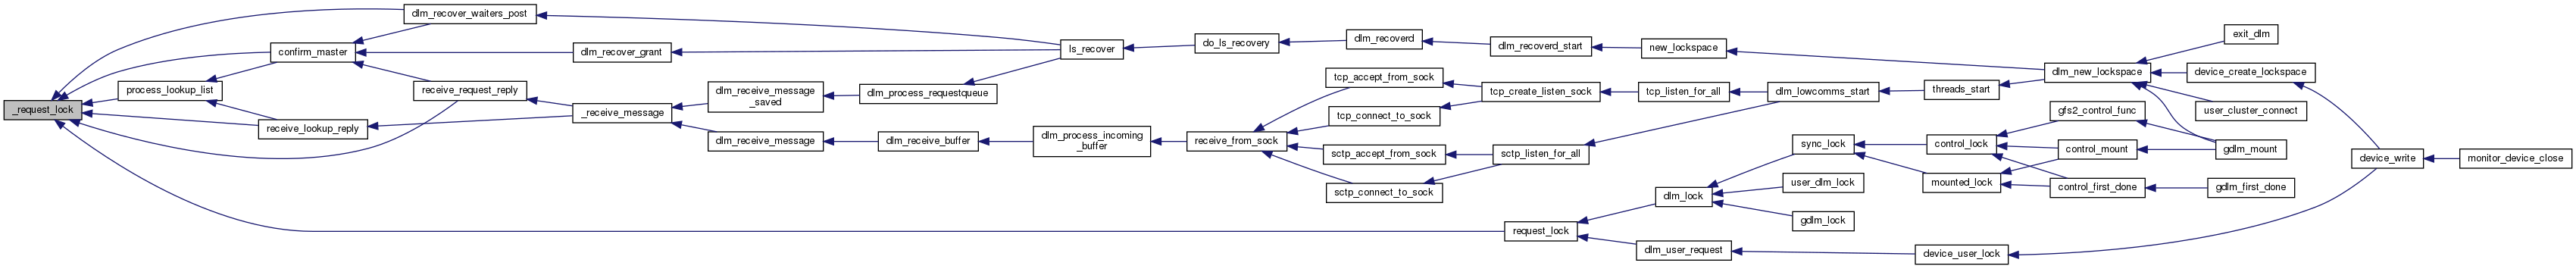 _request_lock
dlm_recover_waiters_post
confirm_master
process_lookup_list
receive_lookup_reply
dlm_recover_grant
receive_request_reply
_receive_message
dlm_receive_message
_saved
dlm_receive_message
dlm_process_requestqueue
dlm_receive_buffer
ls_recover
dlm_process_incoming
_buffer
do_ls_recovery
receive_from_sock
dlm_recoverd
tcp_accept_from_sock
tcp_connect_to_sock
sctp_accept_from_sock
sctp_connect_to_sock
dlm_recoverd_start
tcp_create_listen_sock
sctp_listen_for_all
request_lock
new_lockspace
tcp_listen_for_all
dlm_lock
dlm_user_request
dlm_lowcomms_start
sync_lock
user_dlm_lock
gdlm_lock
threads_start
control_lock
mounted_lock
device_user_lock
dlm_new_lockspace
gfs2_control_func
control_mount
control_first_done
exit_dlm
device_create_lockspace
user_cluster_connect
gdlm_mount
gdlm_first_done
device_write
monitor_device_close